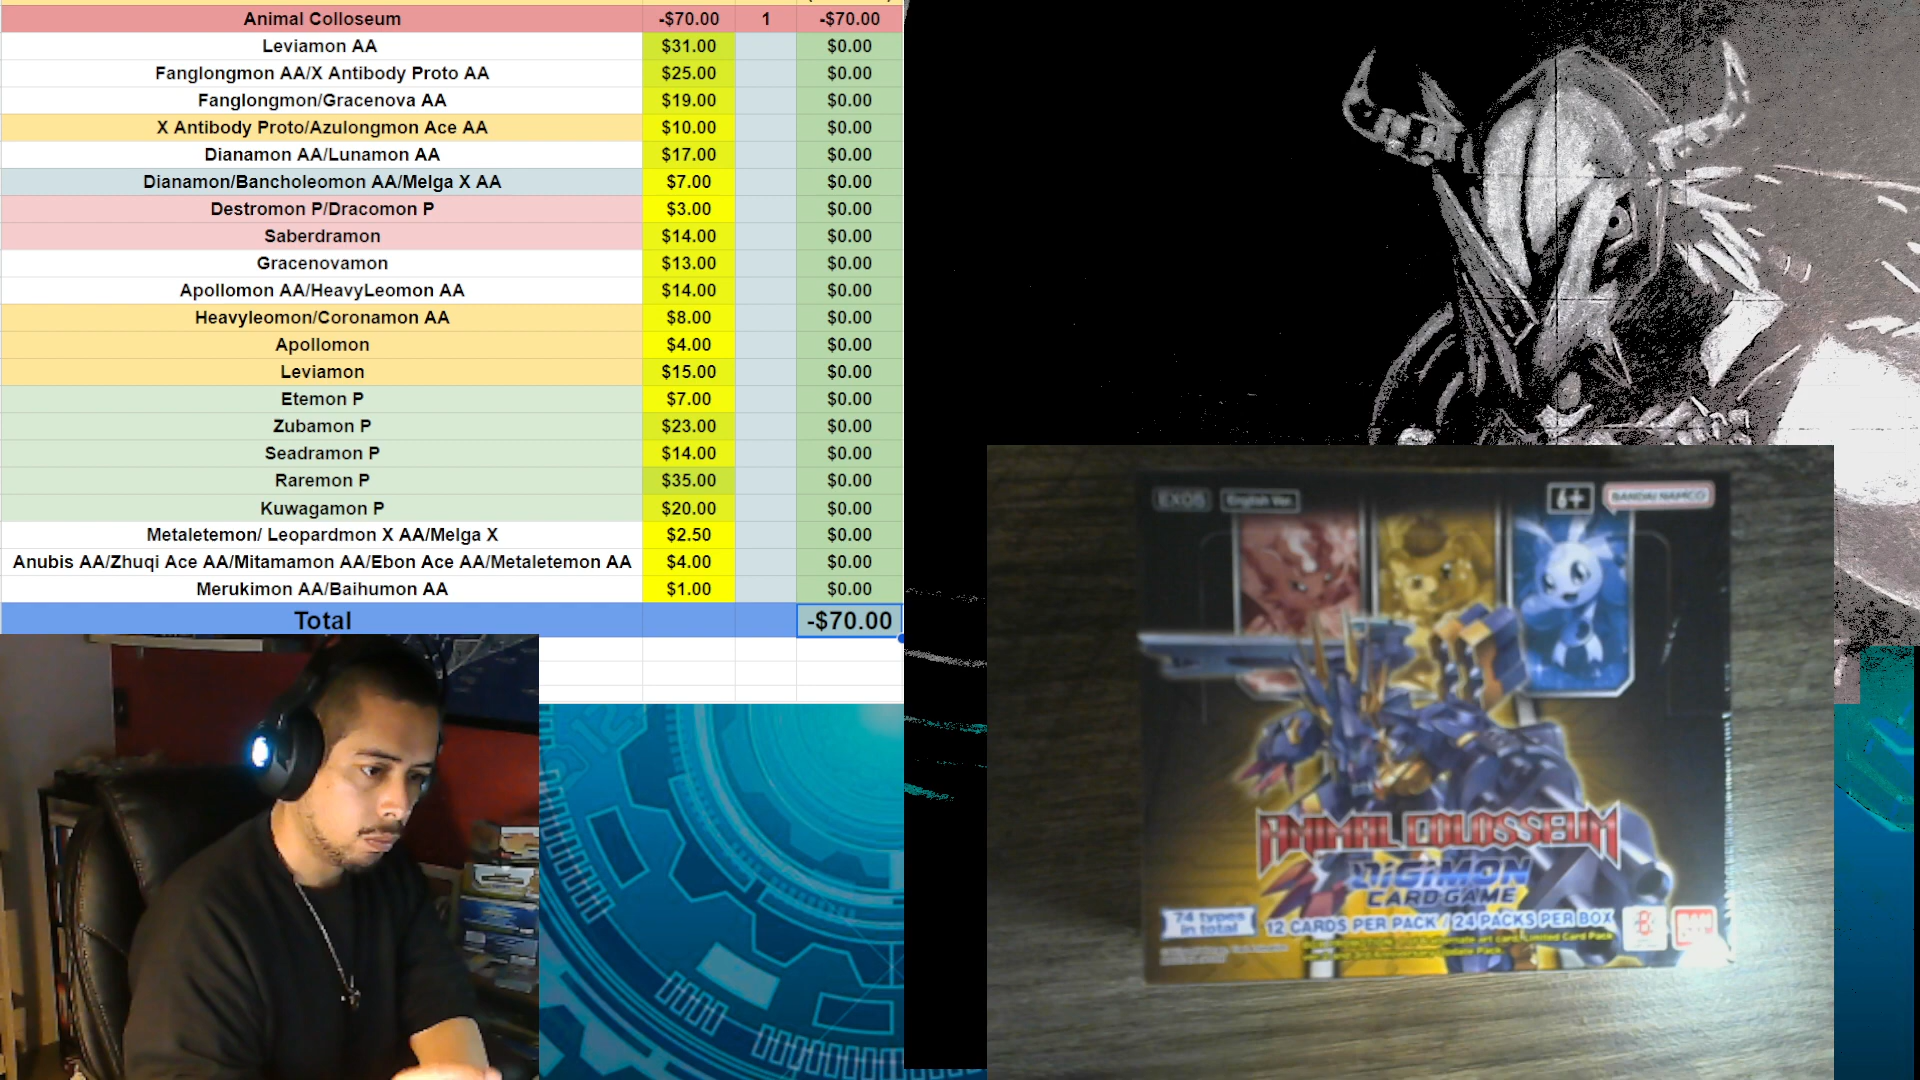 Animal Colloseum -$70.00 1 -$70.00
Leviamon AA $31.00 $0.00
Fanglongmon AA/X Antibody Proto AA $25.00 $0.00
Fanglongmon/Gracenova AA $19.00 $0.00
X Antibody Proto/Azulongmon Ace AA $10.00 $0.00
Dianamon AA/Lunamon AA $17.00 $0.00
Dianamon/Bancholeomon AA/Melga X AA $7.00 $0.00
Destromon P/Dracomon P $3.00 $0.00
Saberdramon $14.00 $0.00
Gracenovamon $13.00 $0.00
Apollomon AA/HeavyLeomon AA $14.00 $0.00
Heavyleomon/Coronamon AA $8.00 $0.00
Apollomon $4.00 $0.00
Leviamon $15.00 $0.00
Etemon P $7.00 $0.00
Zubamon P $23.00 $0.00
Seadramon P $14.00 $0.00
Raremon P $35.00 $0.00
Kuwagamon P $20.00 $0.00
Metaletemon/ Leopardmon X AA/Melga X $2.50 $0.00
Anubis AA/Zhuqi Ace AA/Mitamamon AA/Ebon Ace AA/Metaletemon AA $4.00 $0.00
Merukimon AA/Baihumon AA $1.00 $0.00
Total -$70.00
EX05 English Ver. 6+ BANDAI NAMCO
ANIMAL COLOSSEUM
DIGIMON
CARD GAME
74 types
in total
12 CARDS PER PACK / 24 PACKS PER BOX